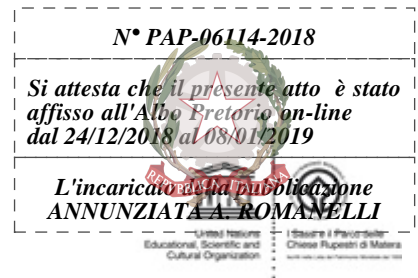 N° PAP-06114-2018
Si attesta che il presente atto è stato
affisso all'Albo Pretorio on-line
dal 24/12/2018 al 08/01/2019
L'incaricato della pubblicazione
ANNUNZIATA A. ROMANELLI
REPUBBLICA ITALIANA
United Nations
Educational, Scientific and
Cultural Organization
I Sassi e il Parco delle
Chiese Rupestri di Matera